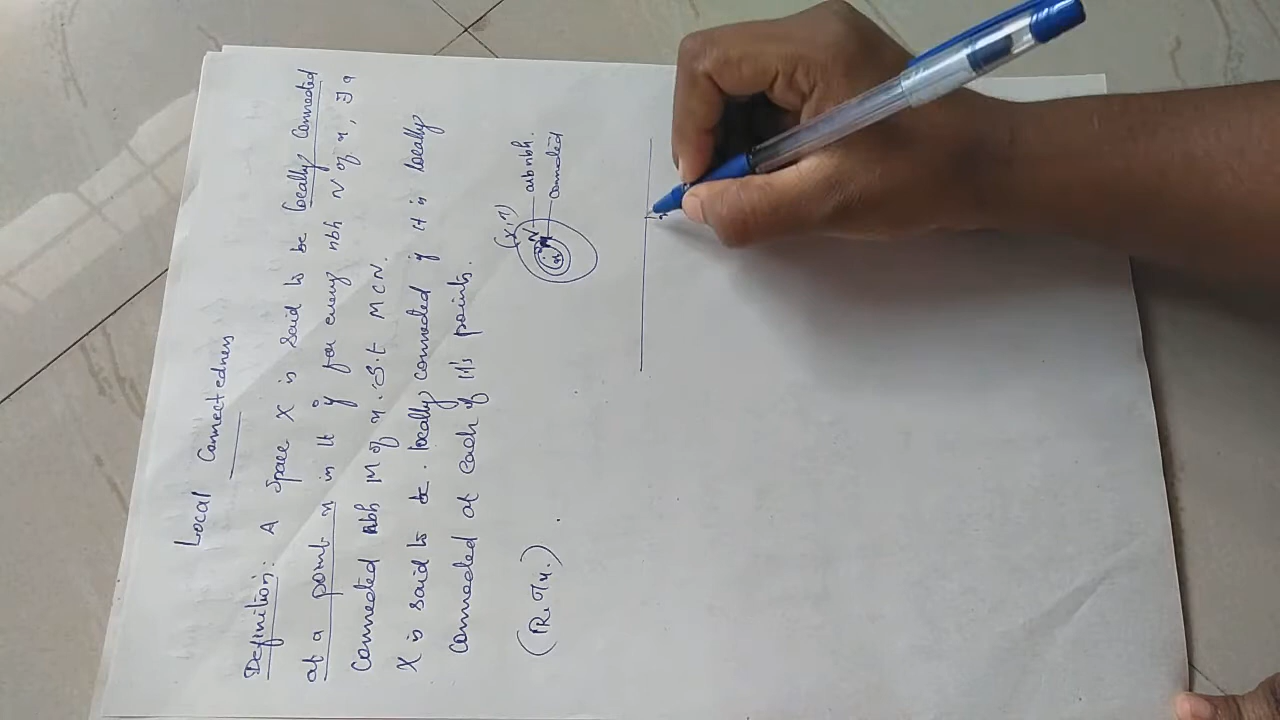 Local Connectedness
Definition: A space X is said to be locally connected
at a point x in it if for every nbh N of x, ∃ a
connected nbh M of x S.t M ⊂ N.
X is said to be locally connected if it is locally
connected at each of it's points.
(X, τ)
N
arb nbh.
M
x
connected
(ℝ, τu.)